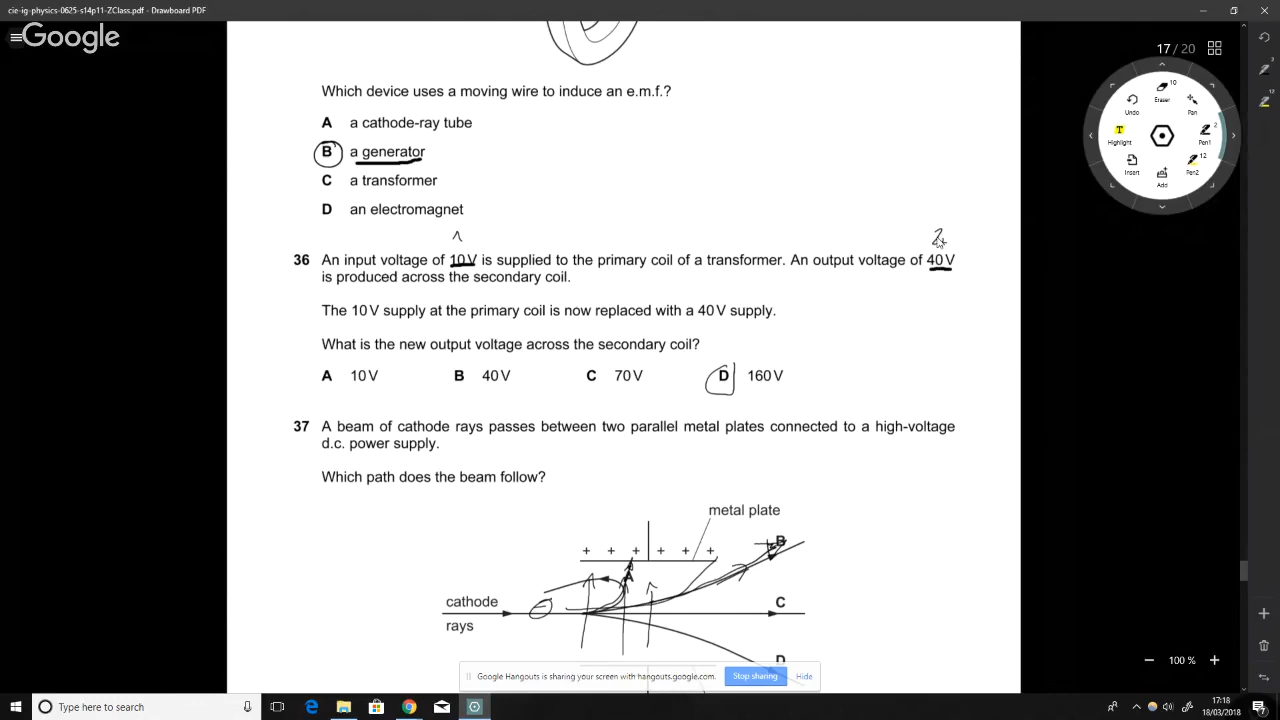 cie-ig-physics-0625-s14p11-ZClass.pdf - Drawboard PDF
Google
17 / 20
Which device uses a moving wire to induce an e.m.f.?
A a cathode-ray tube
B a generator
C a transformer
D an electromagnet
10
Undo
Eraser
Pan
T
Highlight
2
Pen1
Insert
Add
12
Pen2
36 An input voltage of 10 V is supplied to the primary coil of a transformer. An output voltage of 40 V
is produced across the secondary coil.
The 10 V supply at the primary coil is now replaced with a 40 V supply.
What is the new output voltage across the secondary coil?
A 10 V B 40 V C 70 V D 160 V
37 A beam of cathode rays passes between two parallel metal plates connected to a high-voltage
d.c. power supply.
Which path does the beam follow?
metal plate
+ + + + + +
B
A
cathode
rays
C
D
100 %
Google Hangouts is sharing your screen with hangouts.google.com.
Stop sharing
Hide
Type here to search
17:18
18/03/2018